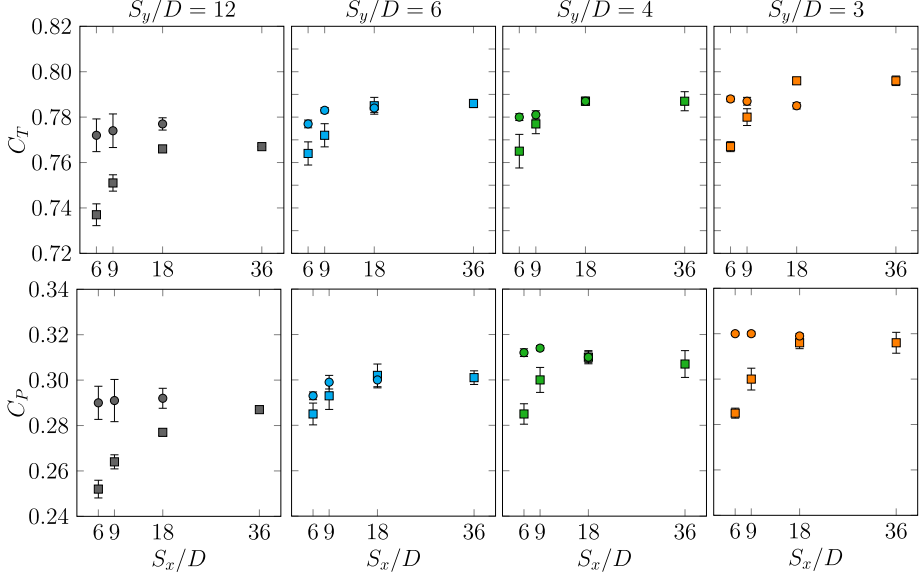 S_y/D = 12 S_y/D = 6 S_y/D = 4 S_y/D = 3
0.82
0.80
0.78
0.76
0.74
0.72
C_T
6 9 18 36 6 9 18 36 6 9 18 36 6 9 18 36
0.34
0.32
0.30
0.28
0.26
0.24
C_P
6 9 18 36 6 9 18 36 6 9 18 36 6 9 18 36
S_x/D S_x/D S_x/D S_x/D